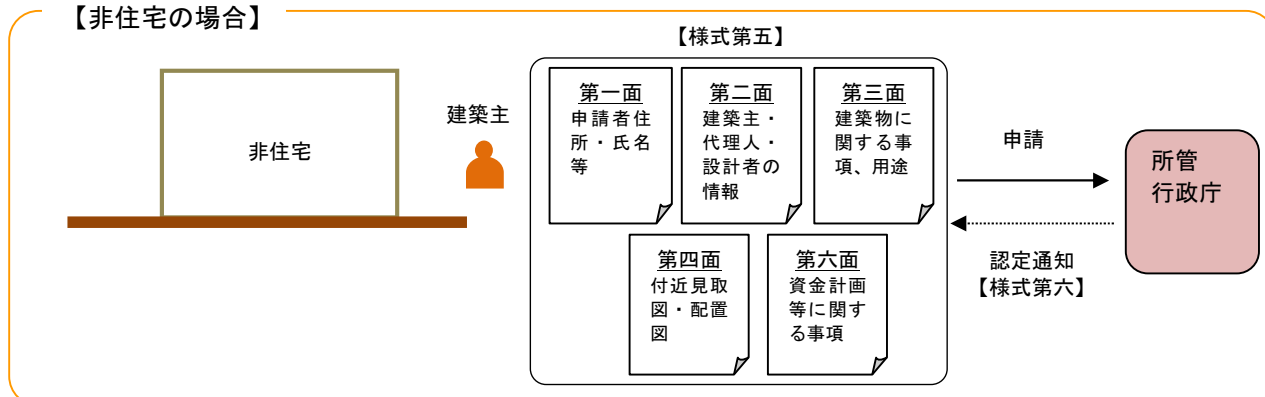 【非住宅の場合】
【様式第五】
非住宅
建築主
第一面
申請者住
所・氏名
等
第二面
建築主・
代理人・
設計者の
情報
第三面
建築物に
関する事
項、用途
第四面
付近見取
図・配置
図
第六面
資金計画
等に関す
る事項
申請
認定通知
【様式第六】
所管
行政庁